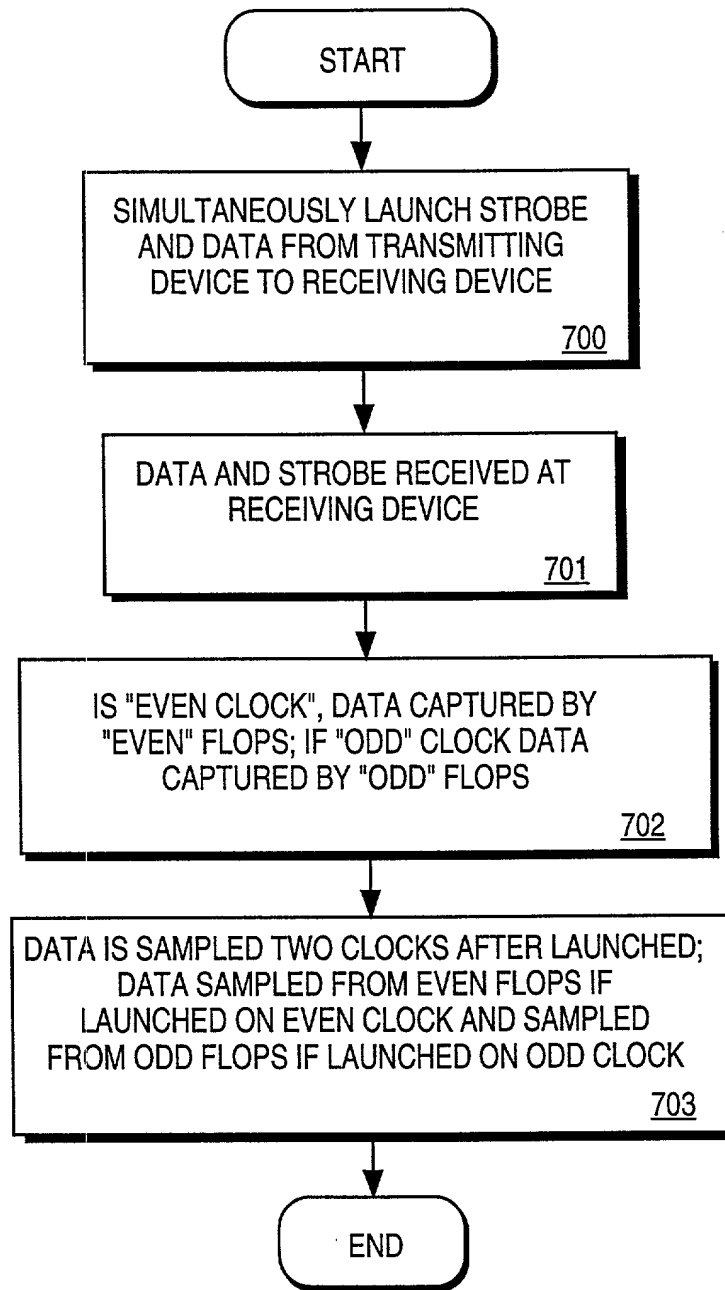 START
SIMULTANEOUSLY LAUNCH STROBE
AND DATA FROM TRANSMITTING
DEVICE TO RECEIVING DEVICE
700
DATA AND STROBE RECEIVED AT
RECEIVING DEVICE
701
IS "EVEN CLOCK", DATA CAPTURED BY
"EVEN" FLOPS; IF "ODD" CLOCK DATA
CAPTURED BY "ODD" FLOPS
702
DATA IS SAMPLED TWO CLOCKS AFTER LAUNCHED;
DATA SAMPLED FROM EVEN FLOPS IF
LAUNCHED ON EVEN CLOCK AND SAMPLED
FROM ODD FLOPS IF LAUNCHED ON ODD CLOCK
703
END